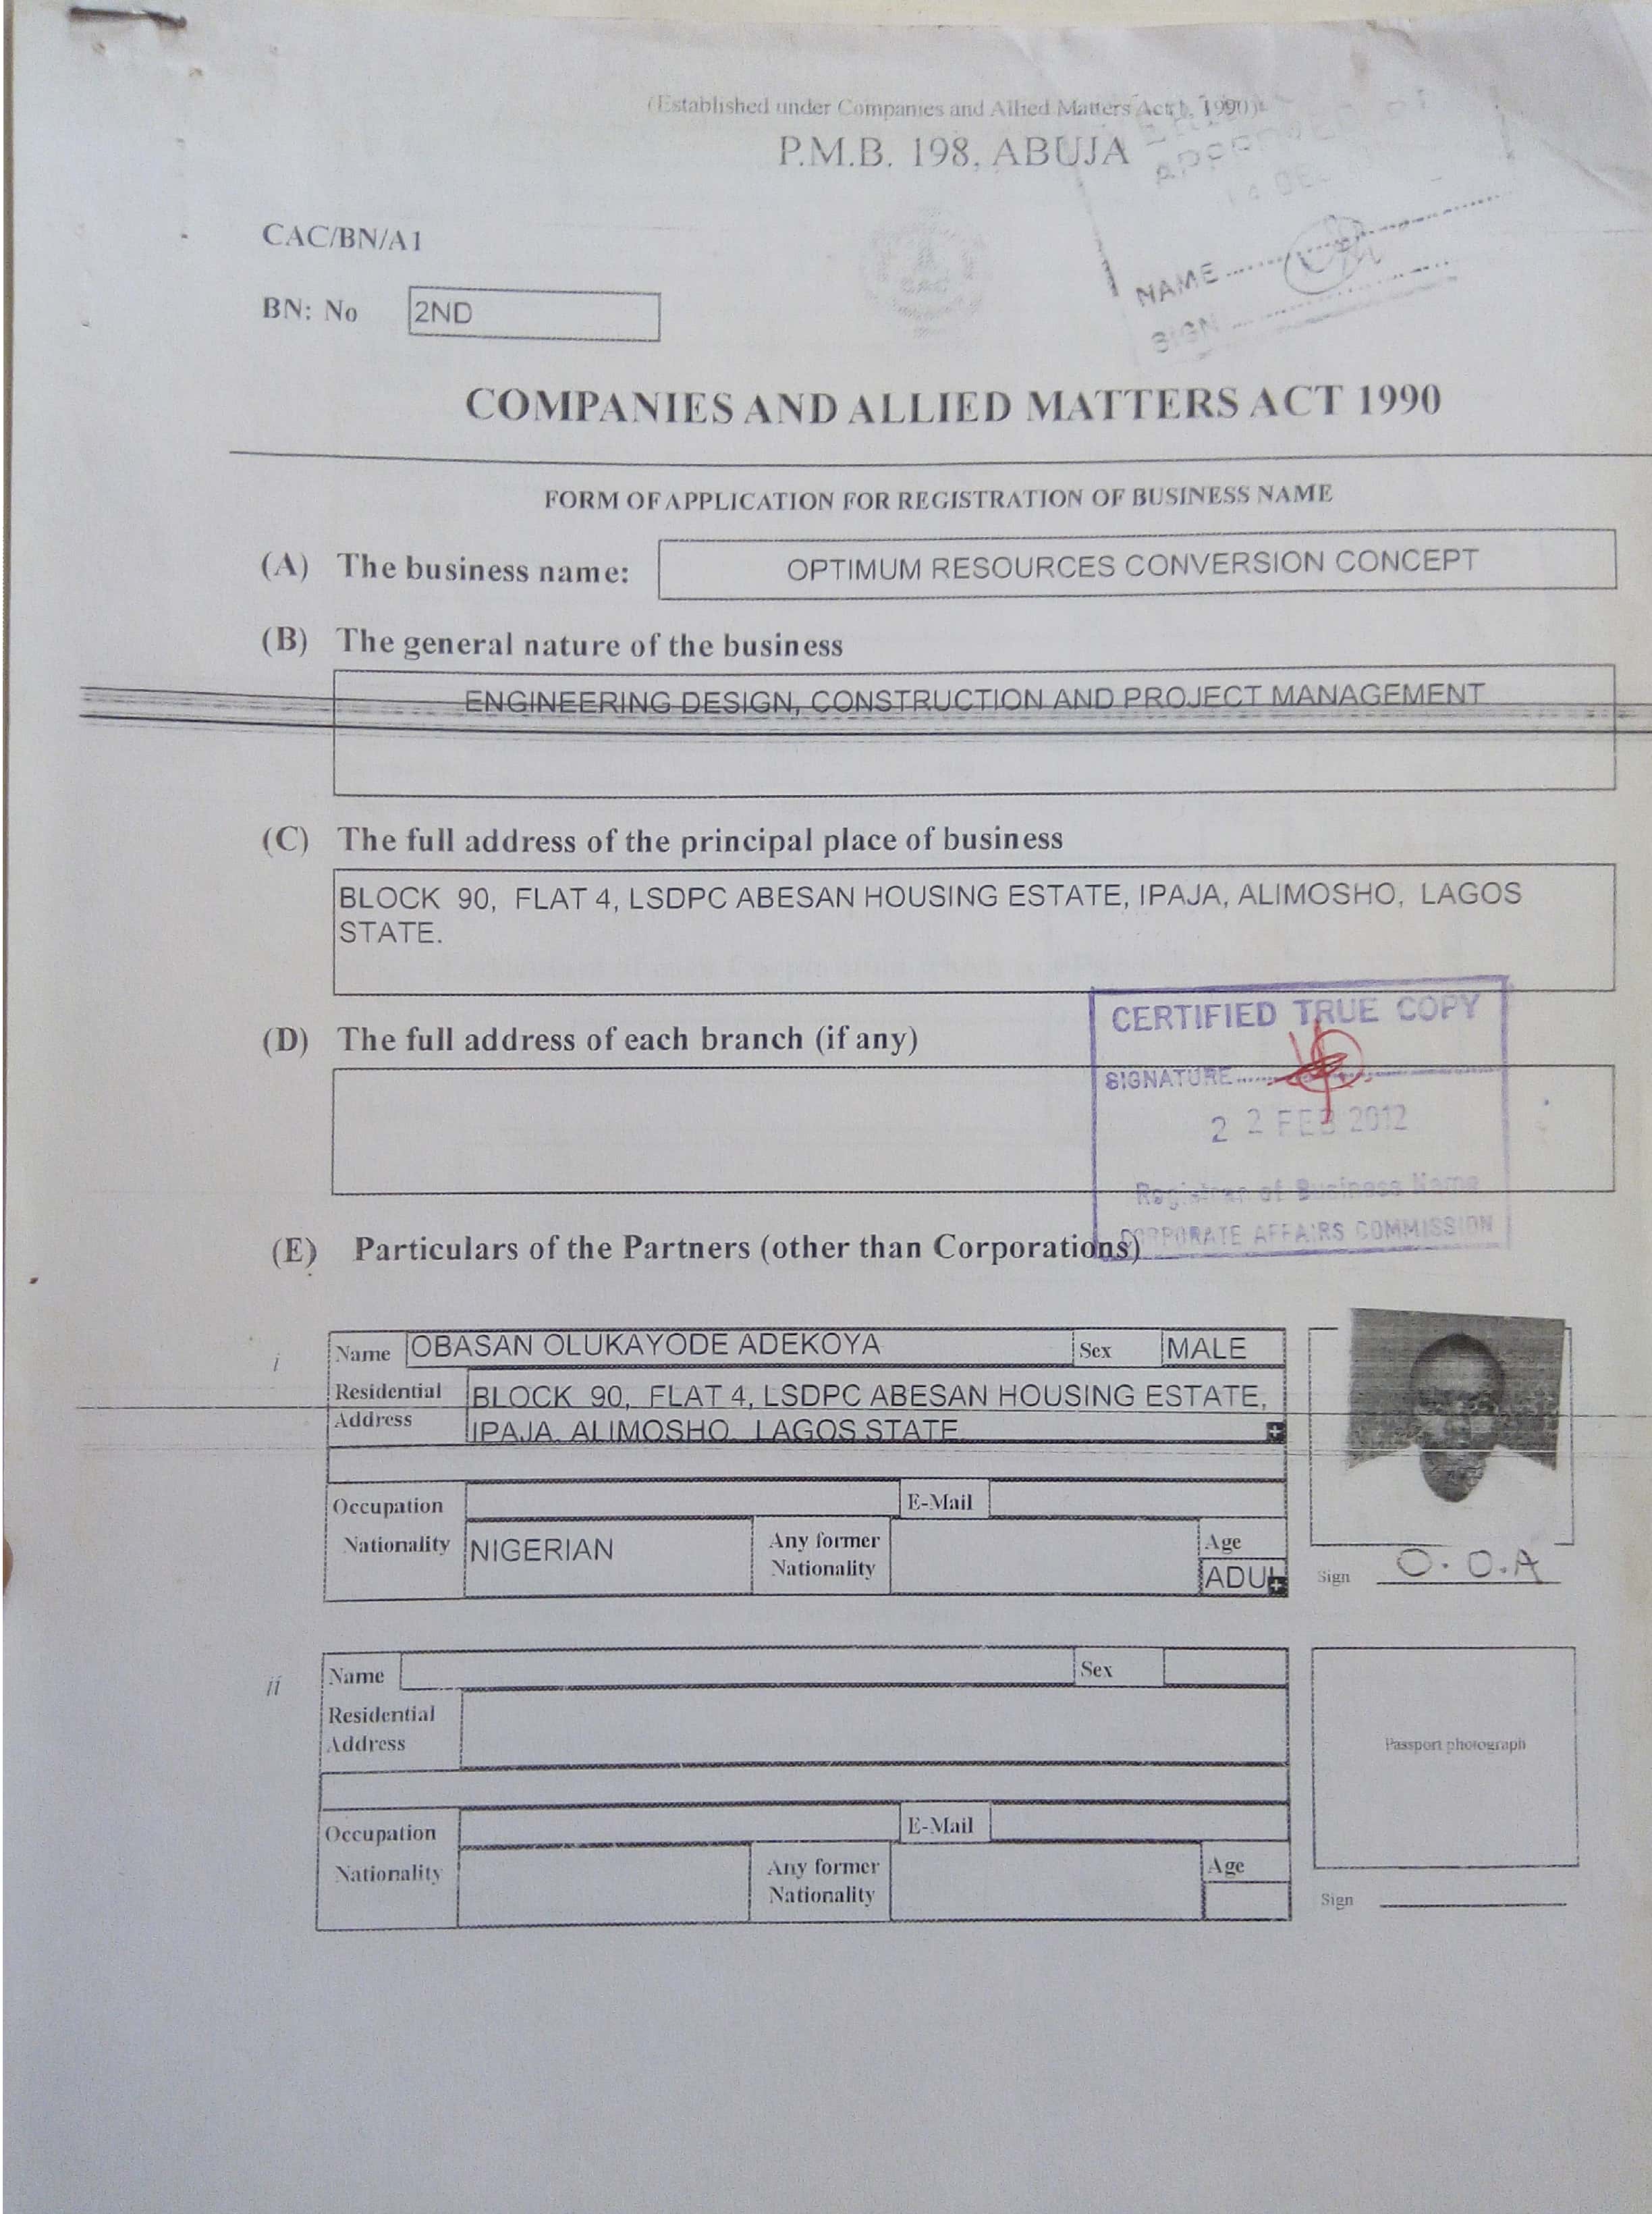 (Established under Companies and Allied Matters Act 1, 1990)
P.M.B. 198, ABUJA
APPROVED
14 DEC
NAME
SIGN
CAC/BN/A1
BN: No 2ND
COMPANIES AND ALLIED MATTERS ACT 1990
FORM OF APPLICATION FOR REGISTRATION OF BUSINESS NAME
(A) The business name: OPTIMUM RESOURCES CONVERSION CONCEPT
(B) The general nature of the business
ENGINEERING DESIGN, CONSTRUCTION AND PROJECT MANAGEMENT
(C) The full address of the principal place of business
BLOCK 90, FLAT 4, LSDPC ABESAN HOUSING ESTATE, IPAJA, ALIMOSHO, LAGOS
STATE.
(D) The full address of each branch (if any)
CERTIFIED TRUE COPY
SIGNATURE
22 FEB 2012
Registrar of Business Name
CORPORATE AFFAIRS COMMISSION
(E) Particulars of the Partners (other than Corporations)
i Name OBASAN OLUKAYODE ADEKOYA Sex MALE
Residential BLOCK 90, FLAT 4, LSDPC ABESAN HOUSING ESTATE,
Address IPAJA, ALIMOSHO, LAGOS STATE
Occupation E-Mail
Nationality NIGERIAN Any former Age
Nationality ADUL
Sign O.O.A
ii Name Sex
Residential
Address
Passport photograph
Occupation E-Mail
Nationality Any former Age
Nationality
Sign